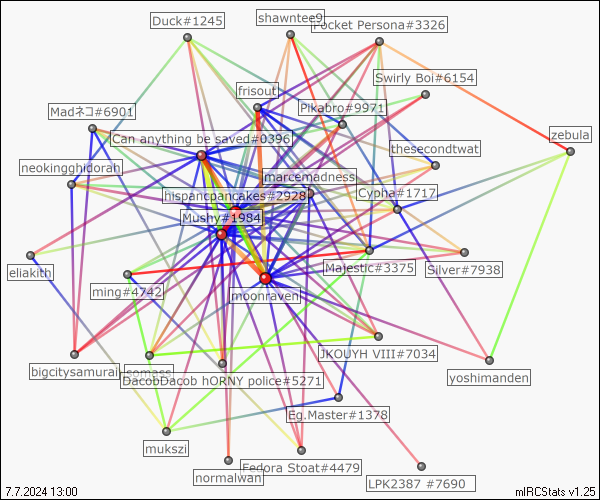 Duck#1245
shawntee9
Pocket Persona#3326
Swirly Boi#6154
frisout
Pikabro#9971
Madネコ#6901
zebula
Can anything be saved#0396
thesecondtwat
neokingghidorah
marcemadness
Cypha#1717
hispancpancakes#2928
Mushy#1984
eliakith
Majestic#3375
Silver#7938
ming#4742
moonraven
JKOUYH VIII#7034
bigcitysamurai
somass
DacobDacob hORNY police#5271
yoshimanden
Eg.Master#1378
mukszi
normalwan
Fedora Stoat#4479
LPK2387 #7690
7.7.2024 13:00
mIRCStats v1.25